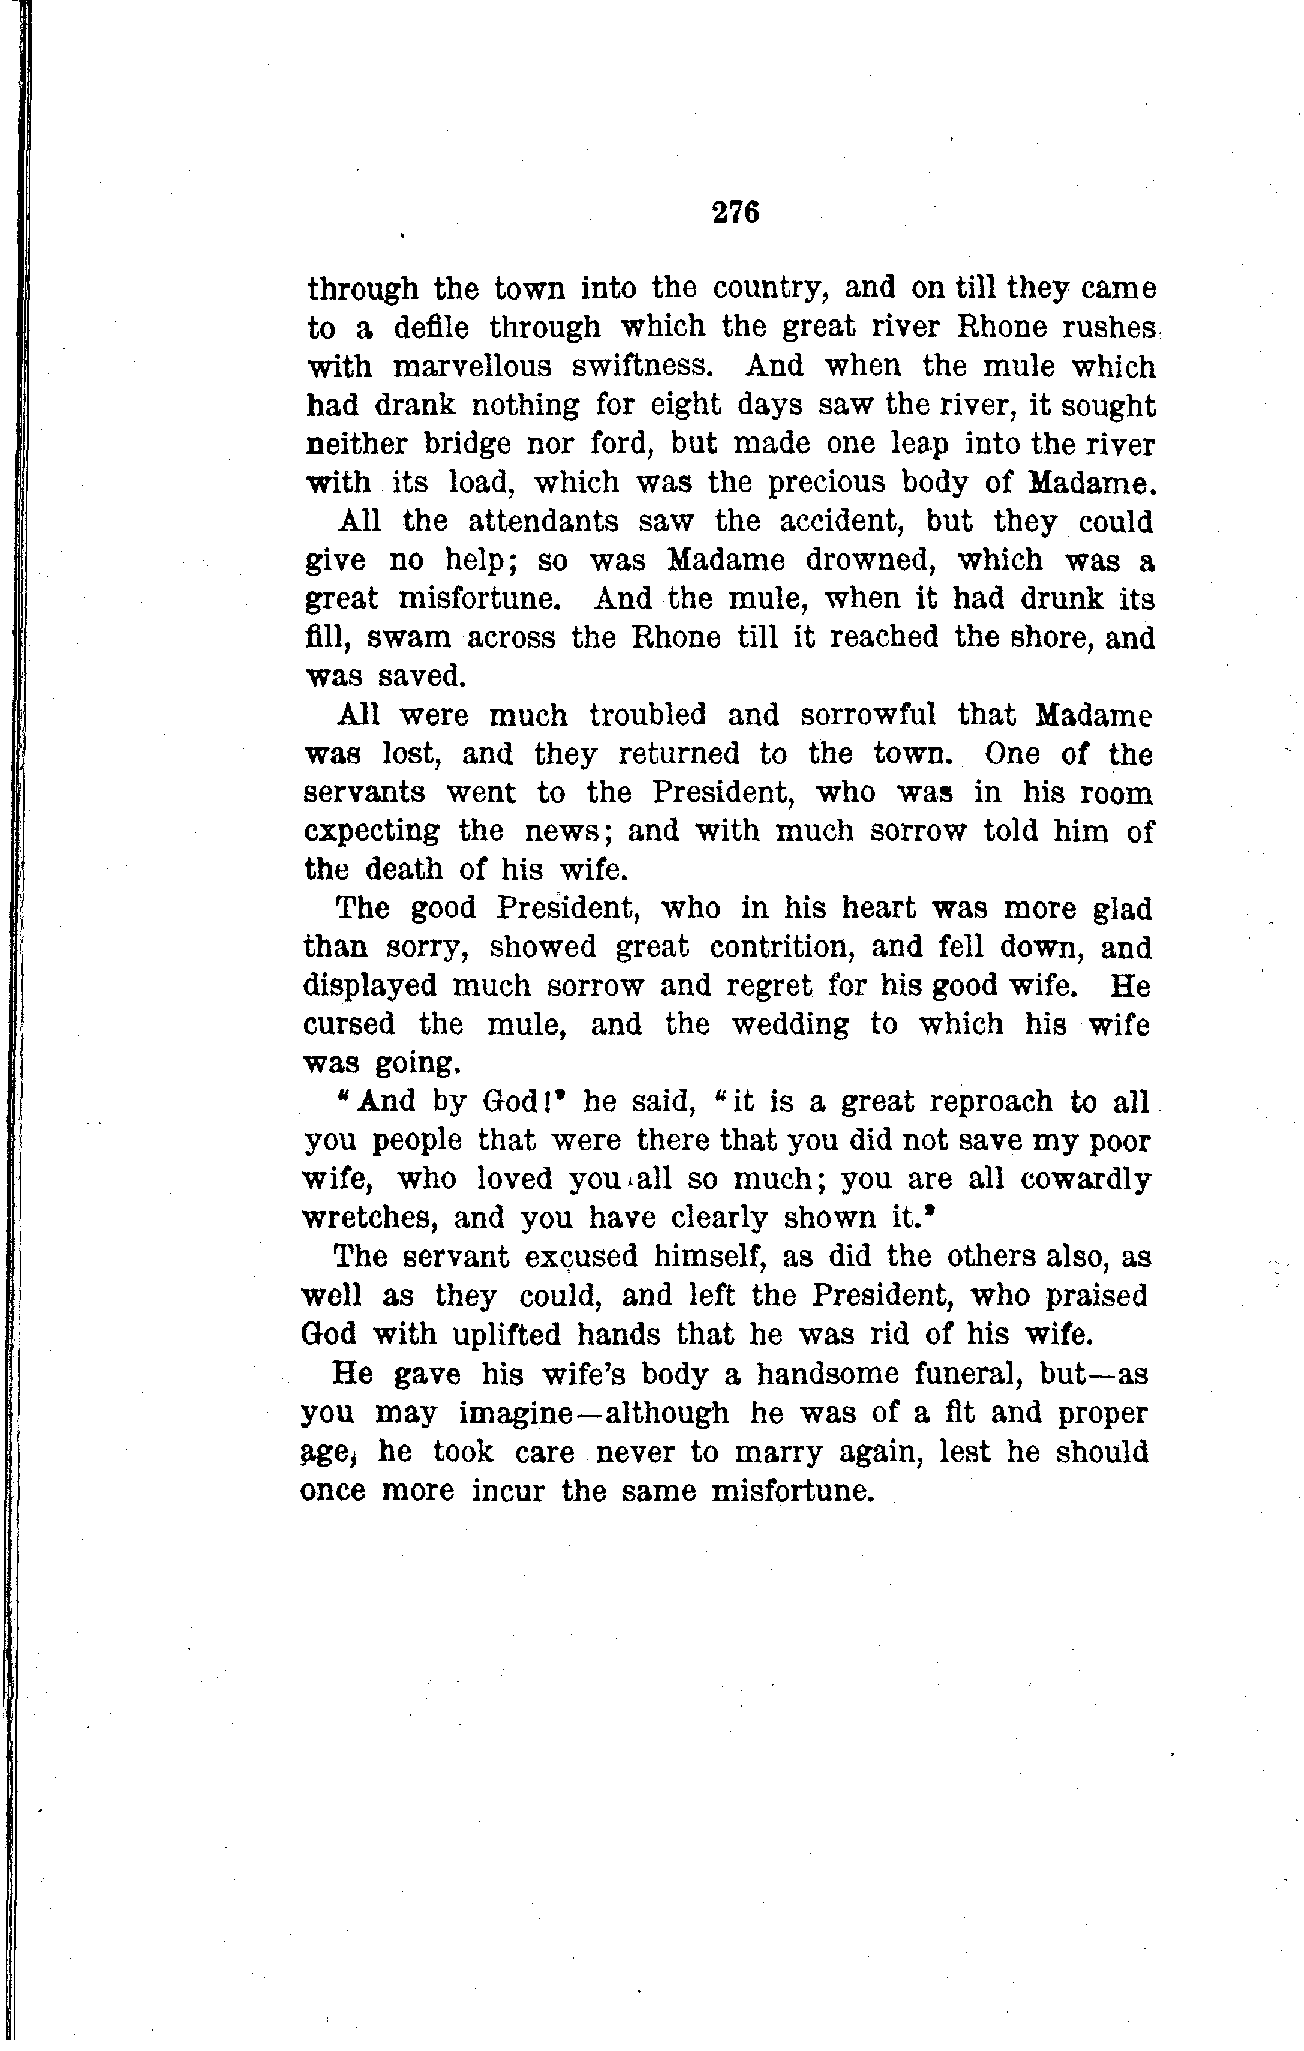 276
through the town into the country, and on till they came
to a defile through which the great river Rhone rushes
with marvellous swiftness. And when the mule which
had drank nothing for eight days saw the river, it sought
neither bridge nor ford, but made one leap into the river
with its load, which was the precious body of Madame.
All the attendants saw the accident, but they could
give no help; so was Madame drowned, which was a
great misfortune. And the mule, when it had drunk its
fill, swam across the Rhone till it reached the shore, and
was saved.
All were much troubled and sorrowful that Madame
was lost, and they returned to the town. One of the
servants went to the President, who was in his room
expecting the news; and with much sorrow told him of
the death of his wife.
The good President, who in his heart was more glad
than sorry, showed great contrition, and fell down, and
displayed much sorrow and regret for his good wife. He
cursed the mule, and the wedding to which his wife
was going.
"And by God!" he said, "it is a great reproach to all
you people that were there that you did not save my poor
wife, who loved you all so much; you are all cowardly
wretches, and you have clearly shown it."
The servant excused himself, as did the others also, as
well as they could, and left the President, who praised
God with uplifted hands that he was rid of his wife.
He gave his wife's body a handsome funeral, but—as
you may imagine—although he was of a fit and proper
age, he took care never to marry again, lest he should
once more incur the same misfortune.